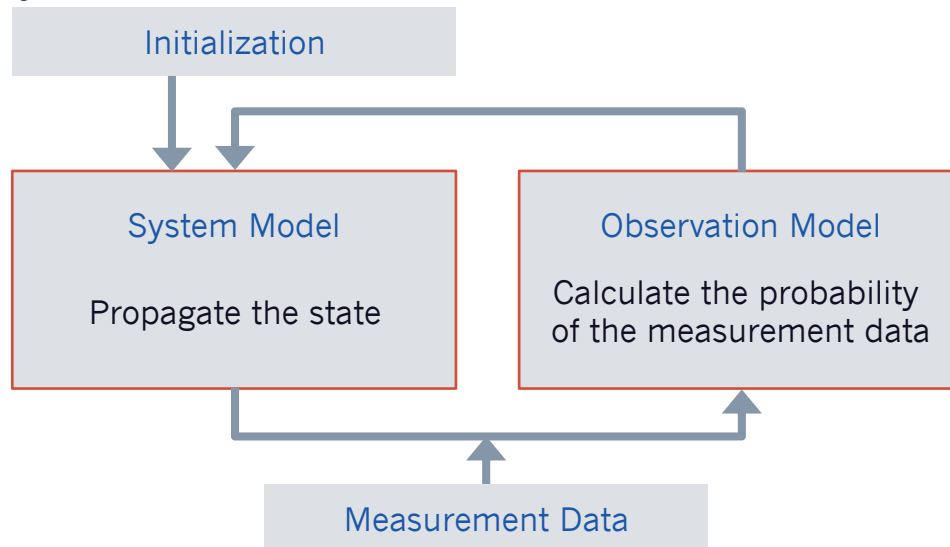 Initialization
System Model
Propagate the state
Observation Model
Calculate the probability
of the measurement data
Measurement Data